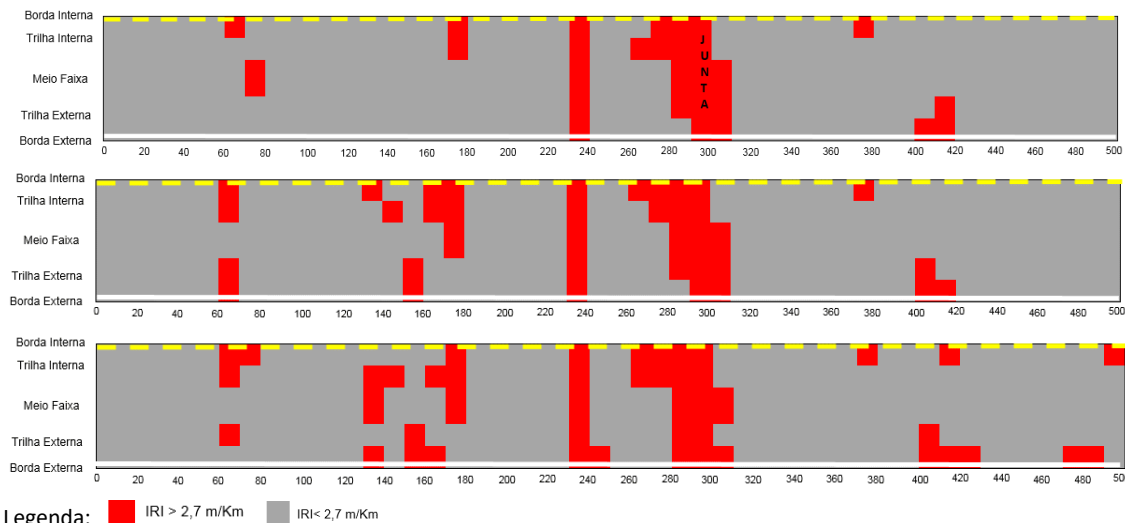 Borda Interna
Trilha Interna
Meio Faixa
Trilha Externa
Borda Externa
JUNTA
0 20 40 60 80 100 120 140 160 180 200 220 240 260 280 300 320 340 360 380 400 420 440 460 480 500
Borda Interna
Trilha Interna
Meio Faixa
Trilha Externa
Borda Externa
0 20 40 60 80 100 120 140 160 180 200 220 240 260 280 300 320 340 360 380 400 420 440 460 480 500
Borda Interna
Trilha Interna
Meio Faixa
Trilha Externa
Borda Externa
0 20 40 60 80 100 120 140 160 180 200 220 240 260 280 300 320 340 360 380 400 420 440 460 480 500
Legenda: IRI > 2,7 m/Km IRI< 2,7 m/Km